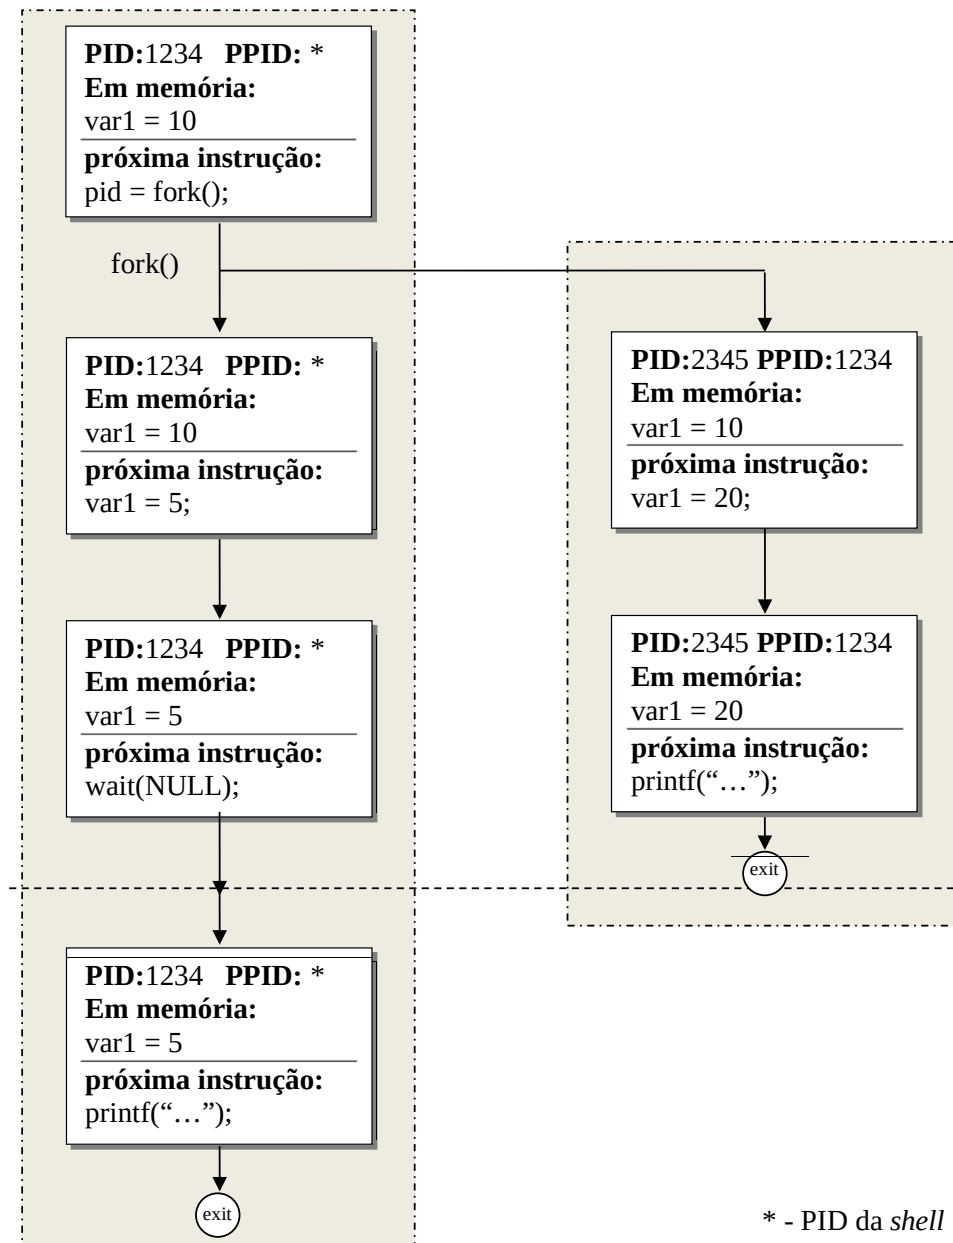 PID:1234 PPID: *
Em memória:
var1 = 10
próxima instrução:
pid = fork();
fork()
PID:1234 PPID: *
Em memória:
var1 = 10
próxima instrução:
var1 = 5;
PID:2345 PPID:1234
Em memória:
var1 = 10
próxima instrução:
var1 = 20;
PID:1234 PPID: *
Em memória:
var1 = 5
próxima instrução:
wait(NULL);
PID:2345 PPID:1234
Em memória:
var1 = 20
próxima instrução:
printf(“…”);
exit
PID:1234 PPID: *
Em memória:
var1 = 5
próxima instrução:
printf(“…”);
exit
* - PID da shell